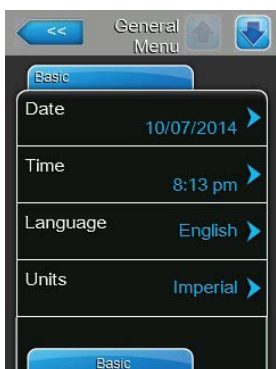 <<
General
Menu
Basic
Date
10/07/2014
Time
8:13 pm
Language
English
Units
Imperial
Basic